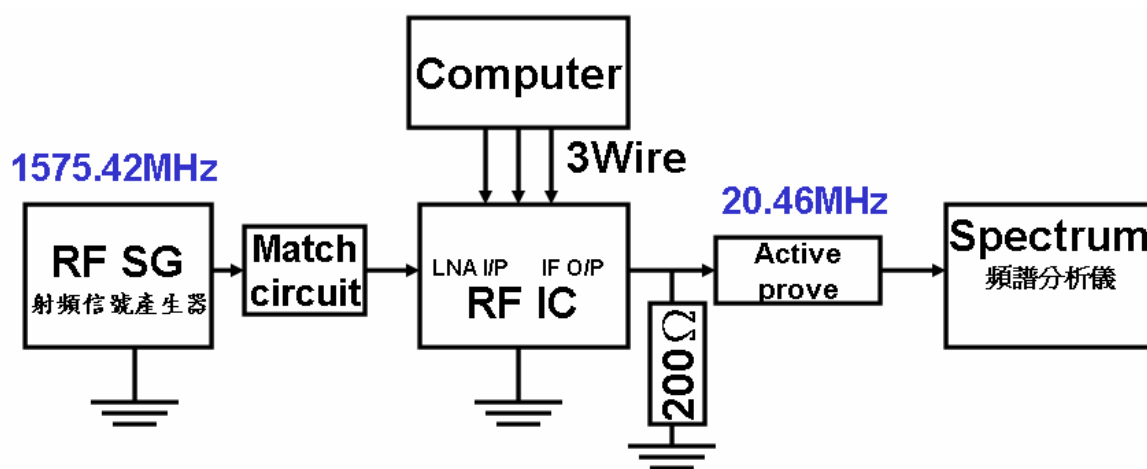 Computer
3Wire
1575.42MHz
20.46MHz
RF SG
射頻信號產生器
Match
circuit
LNA I/P IF O/P
RF IC
200Ω
Active
prove
Spectrum
頻譜分析儀